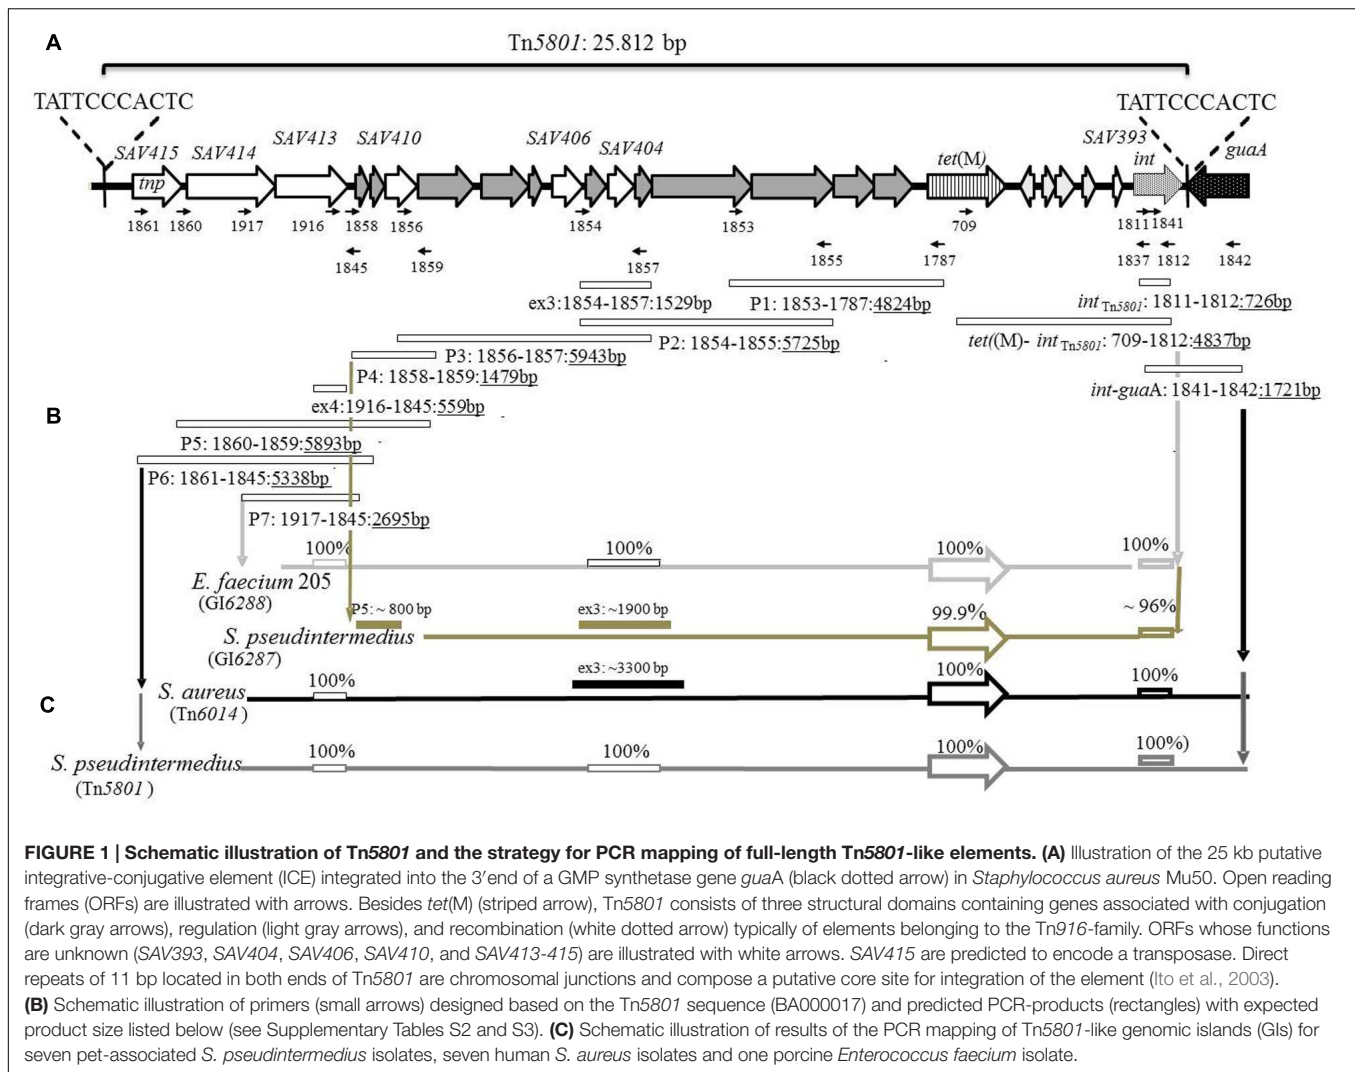 A
Tn5801: 25.812 bp
TATTCCCACTC
TATTCCCACTC
SAV415 SAV414 SAV413 SAV410 SAV406 SAV404 tet(M) SAV393 int guaA
tnp
1861 1860 1917 1916 1858 1856 1854 1853 709 1811 1841
1845 1859 1857 1855 1787 1837 1812 1842
ex3:1854-1857:1529bp
P1: 1853-1787:4824bp
int Tn5801: 1811-1812:726bp
P2: 1854-1855:5725bp
tet((M)- int Tn5801: 709-1812:4837bp
P3: 1856-1857:5943bp
P4: 1858-1859:1479bp
int-guaA: 1841-1842:1721bp
ex4:1916-1845:559bp
B
P5: 1860-1859:5893bp
P6: 1861-1845:5338bp
P7: 1917-1845:2695bp
100% 100% 100% 100%
E. faecium 205
(GI6288)
P5: ~ 800 bp ex3: ~1900 bp 99.9% ~ 96%
S. pseudintermedius
(GI6287)
ex3: ~3300 bp
100% 100% 100%
C
S. aureus
(Tn6014)
100% 100% 100% 100%)
S. pseudintermedius
(Tn5801)
FIGURE 1 | Schematic illustration of Tn5801 and the strategy for PCR mapping of full-length Tn5801-like elements. (A) Illustration of the 25 kb putative
integrative-conjugative element (ICE) integrated into the 3′end of a GMP synthetase gene guaA (black dotted arrow) in Staphylococcus aureus Mu50. Open reading
frames (ORFs) are illustrated with arrows. Besides tet(M) (striped arrow), Tn5801 consists of three structural domains containing genes associated with conjugation
(dark gray arrows), regulation (light gray arrows), and recombination (white dotted arrow) typically of elements belonging to the Tn916-family. ORFs whose functions
are unknown (SAV393, SAV404, SAV406, SAV410, and SAV413-415) are illustrated with white arrows. SAV415 are predicted to encode a transposase. Direct
repeats of 11 bp located in both ends of Tn5801 are chromosomal junctions and compose a putative core site for integration of the element (Ito et al., 2003).
(B) Schematic illustration of primers (small arrows) designed based on the Tn5801 sequence (BA000017) and predicted PCR-products (rectangles) with expected
product size listed below (see Supplementary Tables S2 and S3). (C) Schematic illustration of results of the PCR mapping of Tn5801-like genomic islands (GIs) for
seven pet-associated S. pseudintermedius isolates, seven human S. aureus isolates and one porcine Enterococcus faecium isolate.